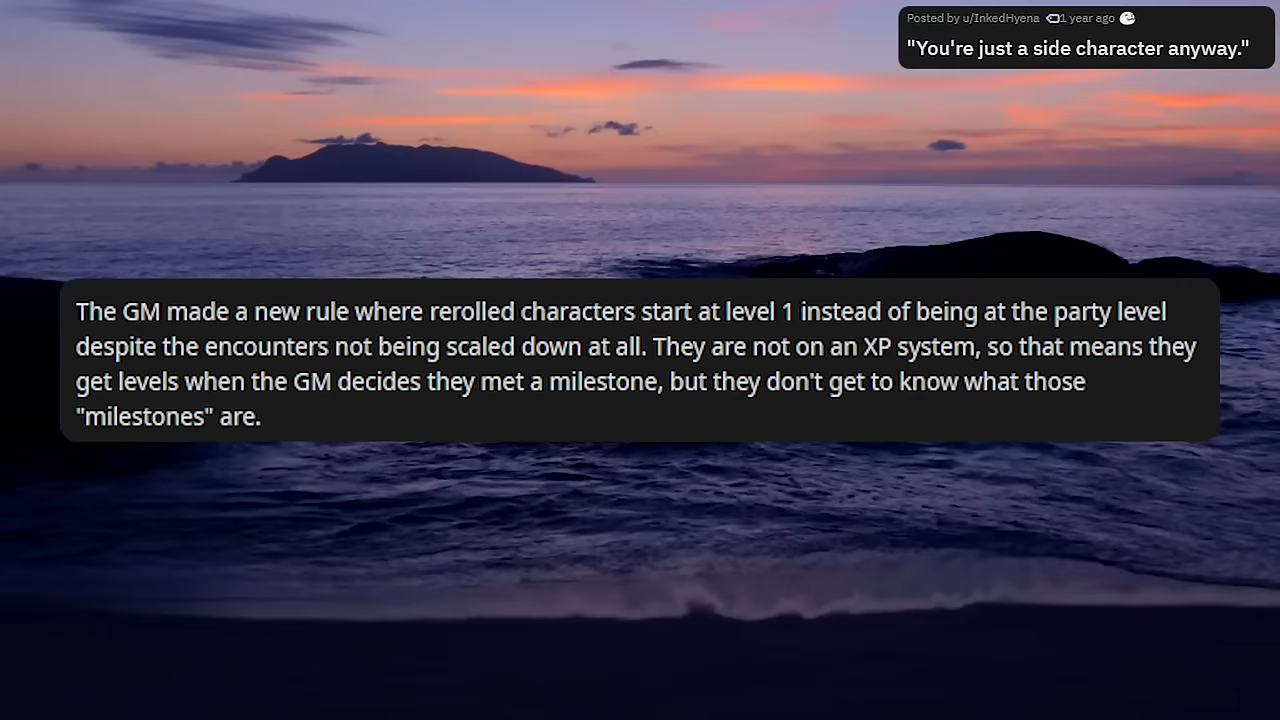 Posted by u/InkedHyena 1 year ago
"You're just a side character anyway."
The GM made a new rule where rerolled characters start at level 1 instead of being at the party level
despite the encounters not being scaled down at all. They are not on an XP system, so that means they
get levels when the GM decides they met a milestone, but they don't get to know what those
"milestones" are.